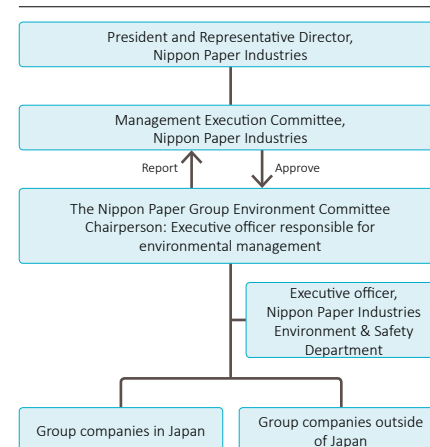 President and Representative Director,
Nippon Paper Industries
Management Execution Committee,
Nippon Paper Industries
Report
Approve
The Nippon Paper Group Environment Committee
Chairperson: Executive officer responsible for
environmental management
Executive officer,
Nippon Paper Industries
Environment & Safety
Department
Group companies in Japan
Group companies outside
of Japan